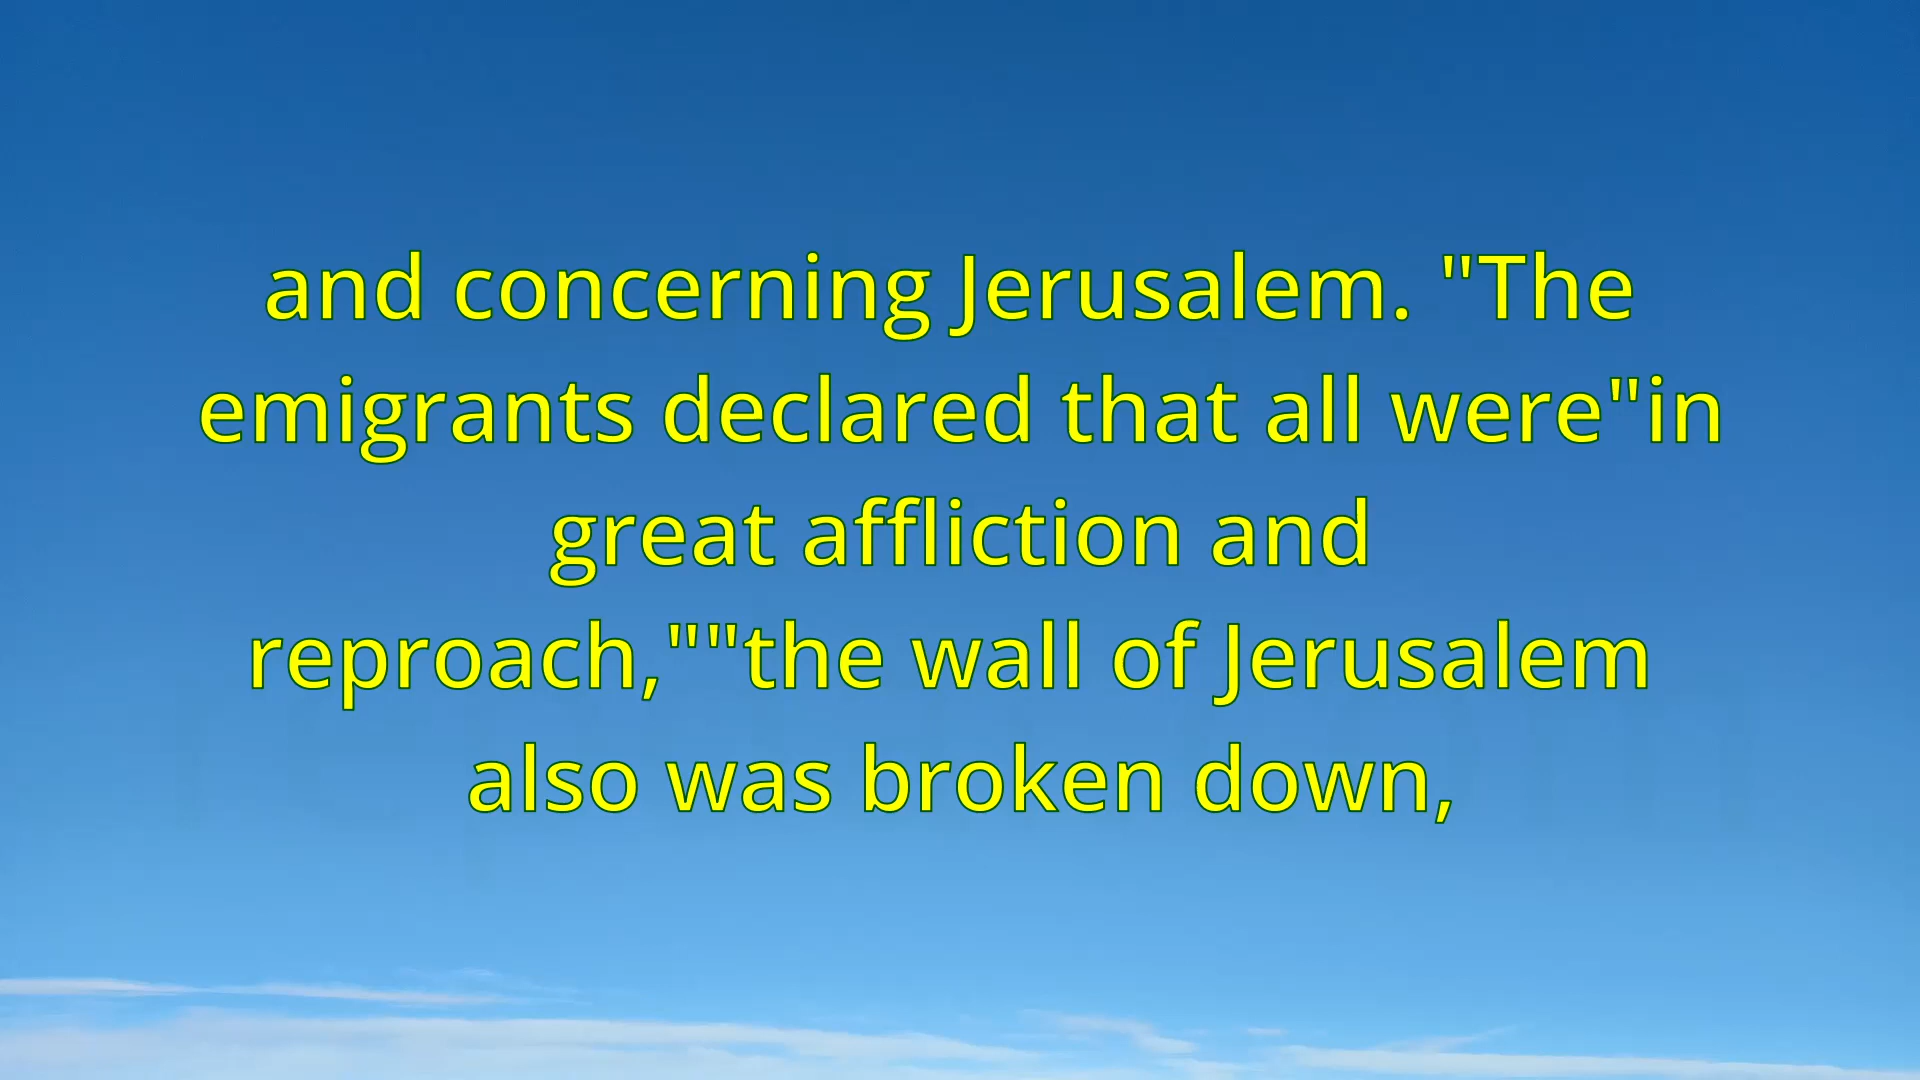 and concerning Jerusalem. "The
emigrants declared that all were"in
great affliction and
reproach,""the wall of Jerusalem
also was broken down,